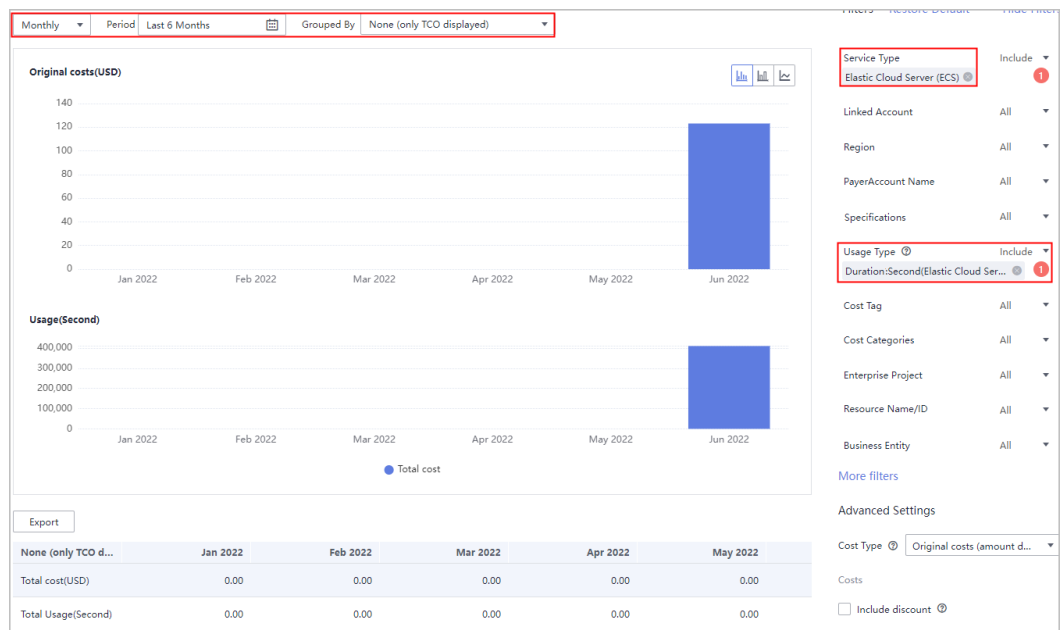 Filters Restore Default Hide Filter
Monthly Period Last 6 Months Grouped By None (only TCO displayed)
Original costs(USD)
140
120
100
80
60
40
20
0
Jan 2022 Feb 2022 Mar 2022 Apr 2022 May 2022 Jun 2022
Usage(Second)
400,000
300,000
200,000
100,000
0
Jan 2022 Feb 2022 Mar 2022 Apr 2022 May 2022 Jun 2022
Total cost
Export
None (only TCO d... Jan 2022 Feb 2022 Mar 2022 Apr 2022 May 2022
Total cost(USD) 0.00 0.00 0.00 0.00 0.00
Total Usage(Second) 0.00 0.00 0.00 0.00 0.00
Service Type Include
Elastic Cloud Server (ECS) 1
Linked Account All
Region All
PayerAccount Name All
Specifications All
Usage Type Include
Duration:Second(Elastic Cloud Ser... 1
Cost Tag All
Cost Categories All
Enterprise Project All
Resource Name/ID All
Business Entity All
More filters
Advanced Settings
Cost Type Original costs (amount d...
Costs
Include discount